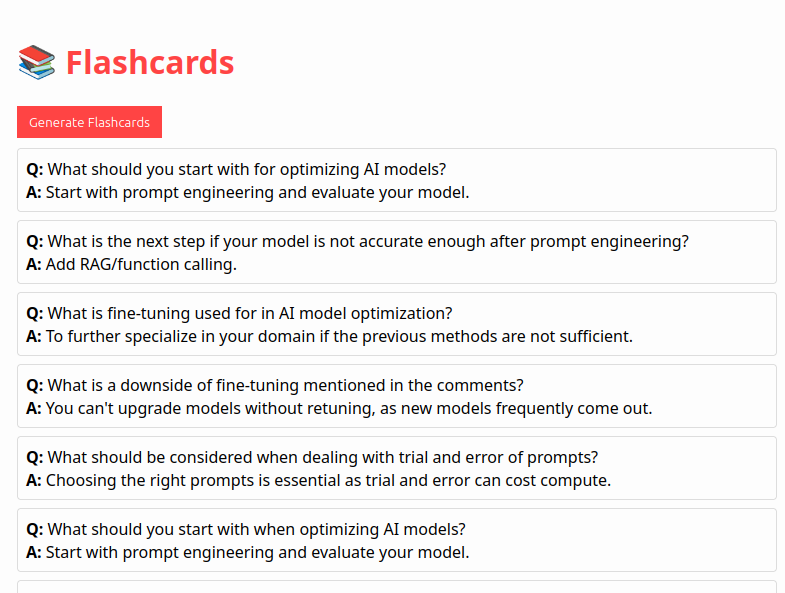 Flashcards
Generate Flashcards
Q: What should you start with for optimizing AI models?
A: Start with prompt engineering and evaluate your model.
Q: What is the next step if your model is not accurate enough after prompt engineering?
A: Add RAG/function calling.
Q: What is fine-tuning used for in AI model optimization?
A: To further specialize in your domain if the previous methods are not sufficient.
Q: What is a downside of fine-tuning mentioned in the comments?
A: You can't upgrade models without retuning, as new models frequently come out.
Q: What should be considered when dealing with trial and error of prompts?
A: Choosing the right prompts is essential as trial and error can cost compute.
Q: What should you start with when optimizing AI models?
A: Start with prompt engineering and evaluate your model.